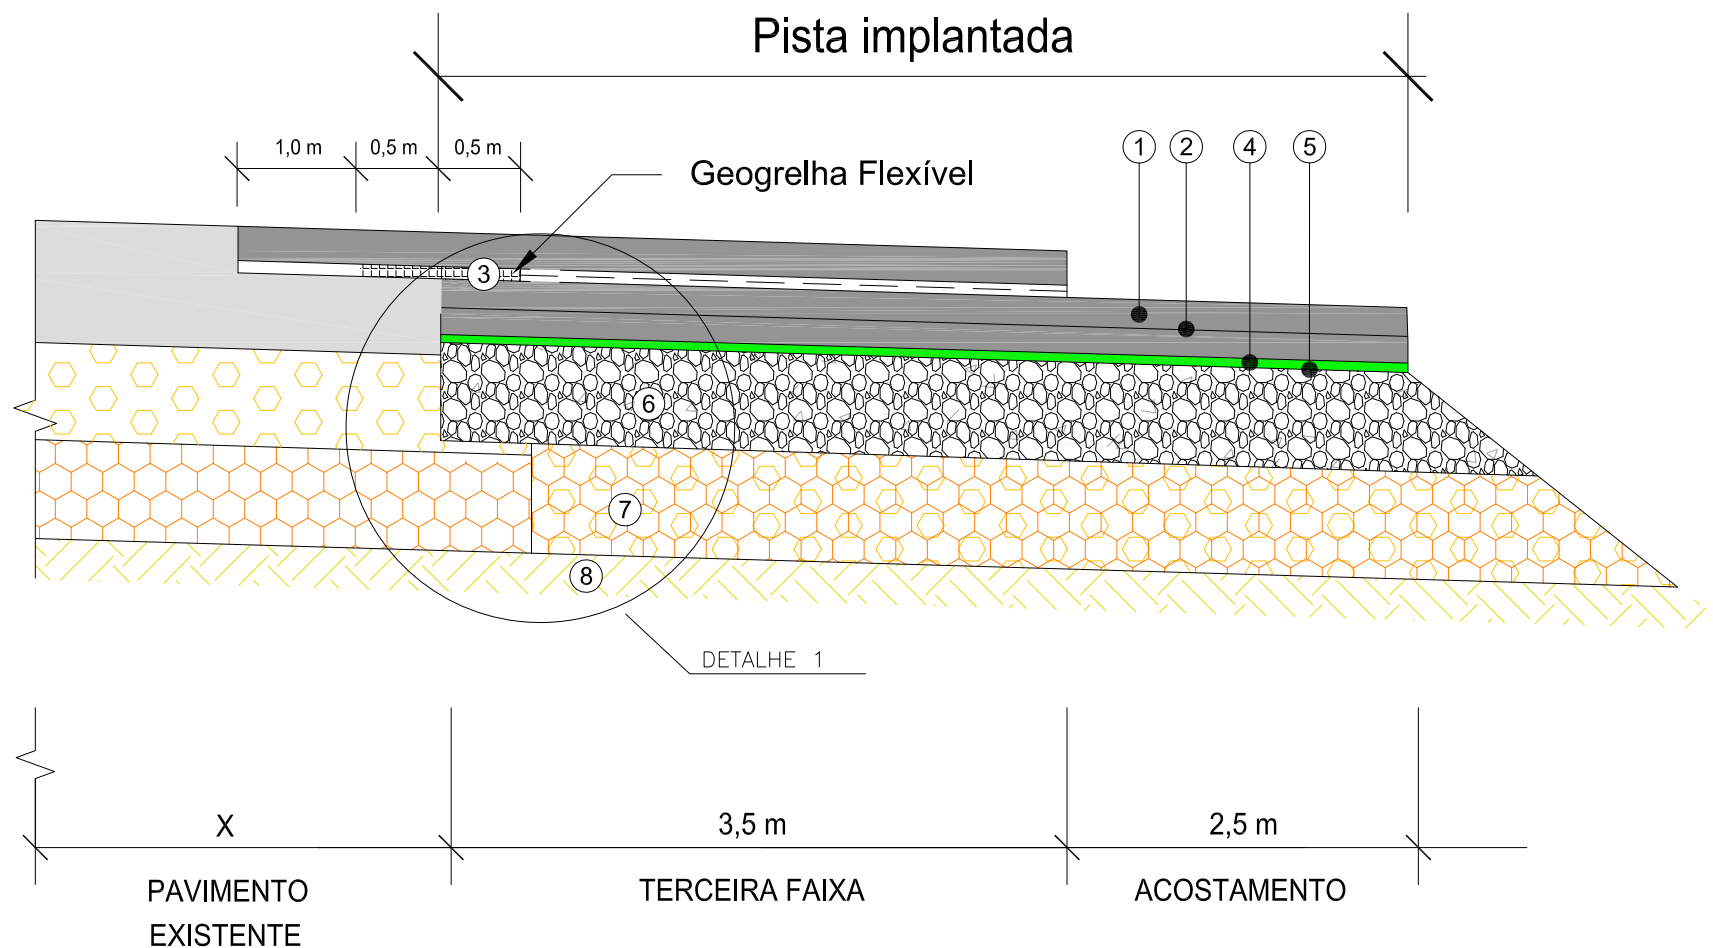 Pista implantada
1,0 m
0,5 m
0,5 m
Geogrelha Flexível
1
2
4
5
3
6
7
8
DETALHE 1
X
3,5 m
2,5 m
PAVIMENTO
EXISTENTE
TERCEIRA FAIXA
ACOSTAMENTO